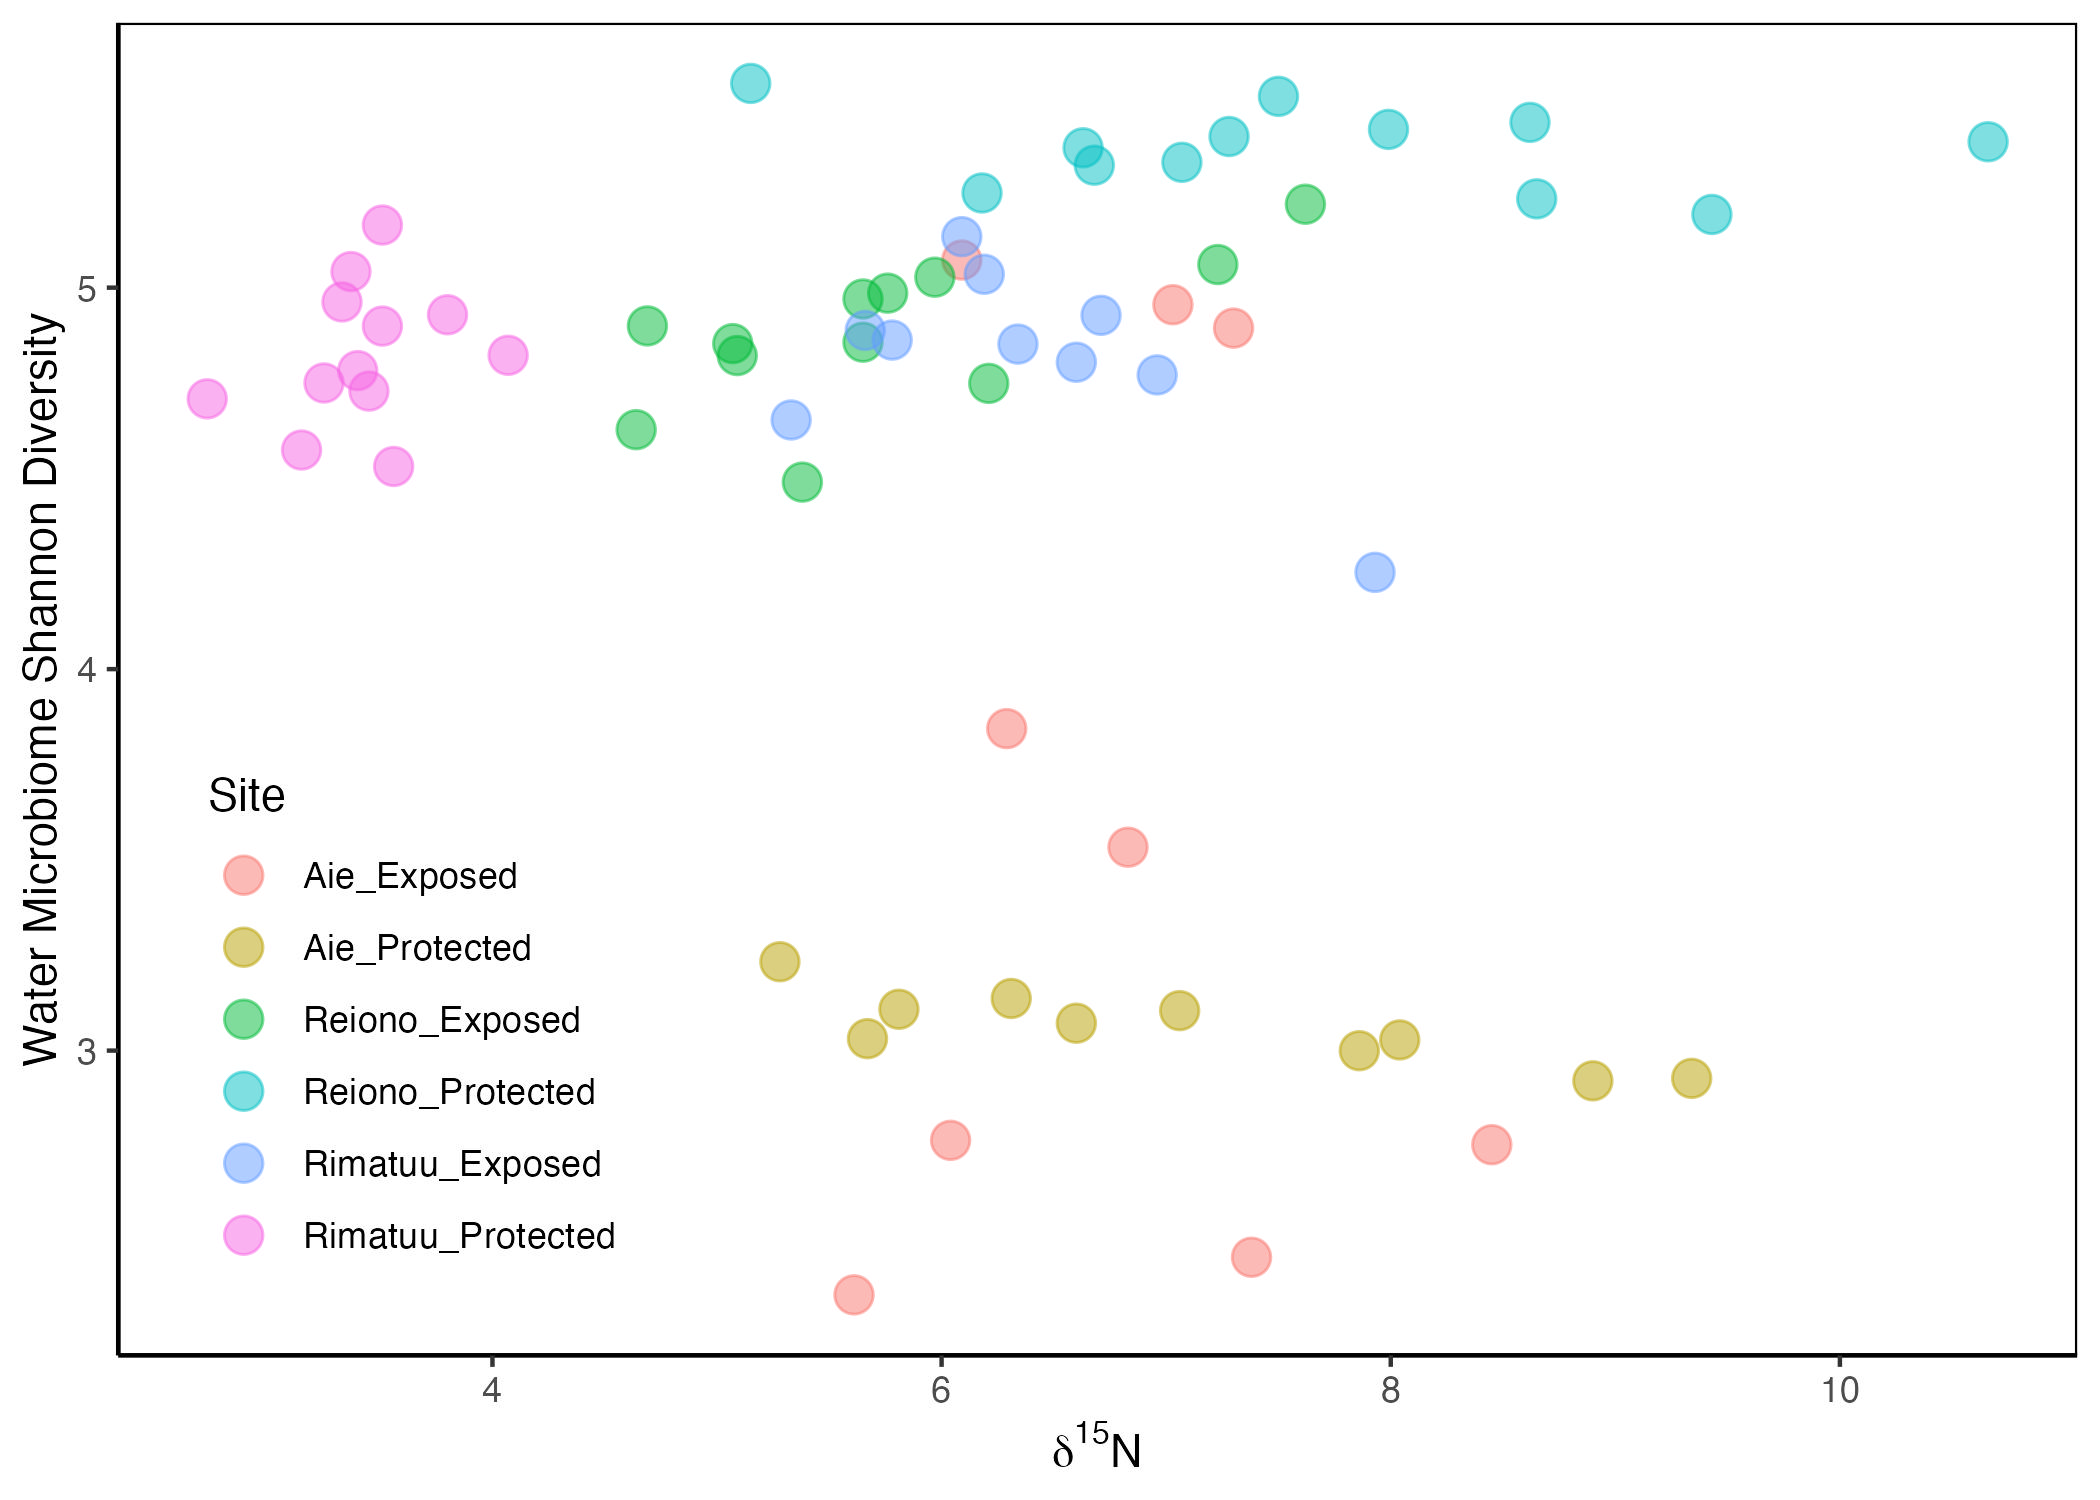 Water Microbiome Shannon Diversity
5
4
3
Site
Aie_Exposed
Aie_Protected
Reiono_Exposed
Reiono_Protected
Rimatuu_Exposed
Rimatuu_Protected
4 6 8 10
δ¹⁵N